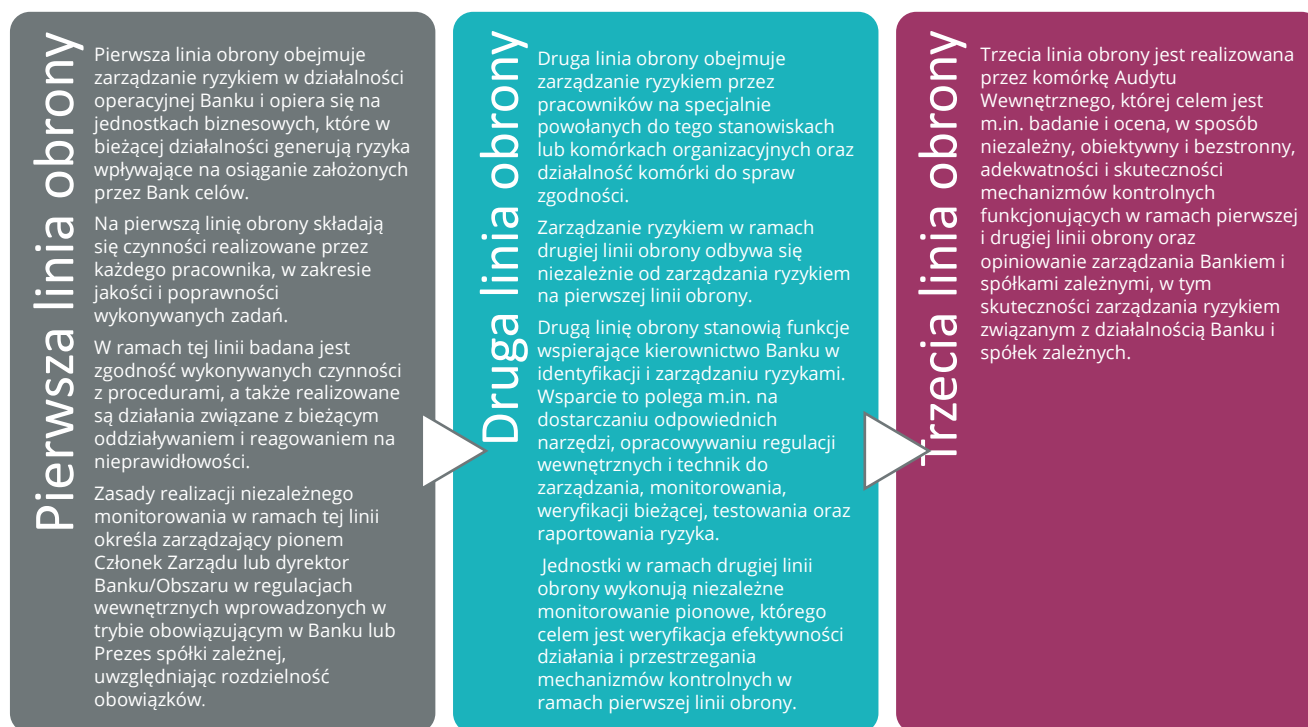 Pierwsza linia obrony
Pierwsza linia obrony obejmuje
zarządzanie ryzykiem w działalności
operacyjnej Banku i opiera się na
jednostkach biznesowych, które w
bieżącej działalności generują ryzyka
wpływające na osiąganie założonych
przez Bank celów.
Na pierwszą linię obrony składają
się czynności realizowane przez
każdego pracownika, w zakresie
jakości i poprawności
wykonywanych zadań.
W ramach tej linii badana jest
zgodność wykonywanych czynności
z procedurami, a także realizowane
są działania związane z bieżącym
oddziaływaniem i reagowaniem na
nieprawidłowości.
Zasady realizacji niezależnego
monitorowania w ramach tej linii
określa zarządzający pionem
Członek Zarządu lub dyrektor
Banku/Obszaru w regulacjach
wewnętrznych wprowadzonych w
trybie obowiązującym w Banku lub
Prezes spółki zależnej,
uwzględniając rozdzielność
obowiązków.
Druga linia obrony
Druga linia obrony obejmuje
zarządzanie ryzykiem przez
pracowników na specjalnie
powołanych do tego stanowiskach
lub komórkach organizacyjnych oraz
działalność komórki do spraw
zgodności.
Zarządzanie ryzykiem w ramach
drugiej linii obrony odbywa się
niezależnie od zarządzania ryzykiem
na pierwszej linii obrony.
Drugą linię obrony stanowią funkcje
wspierające kierownictwo Banku w
identyfikacji i zarządzaniu ryzykami.
Wsparcie to polega m.in. na
dostarczaniu odpowiednich
narzędzi, opracowywaniu regulacji
wewnętrznych i technik do
zarządzania, monitorowania,
weryfikacji bieżącej, testowania oraz
raportowania ryzyka.
Jednostki w ramach drugiej linii
obrony wykonują niezależne
monitorowanie pionowe, którego
celem jest weryfikacja efektywności
działania i przestrzegania
mechanizmów kontrolnych w
ramach pierwszej linii obrony.
Trzecia linia obrony
Trzecia linia obrony jest realizowana
przez komórkę Audytu
Wewnętrznego, której celem jest
m.in. badanie i ocena, w sposób
niezależny, obiektywny i bezstronny,
adekwatności i skuteczności
mechanizmów kontrolnych
funkcjonujących w ramach pierwszej
i drugiej linii obrony oraz
opiniowanie zarządzania Bankiem i
spółkami zależnymi, w tym
skuteczności zarządzania ryzykiem
związanym z działalnością Banku i
spółek zależnych.